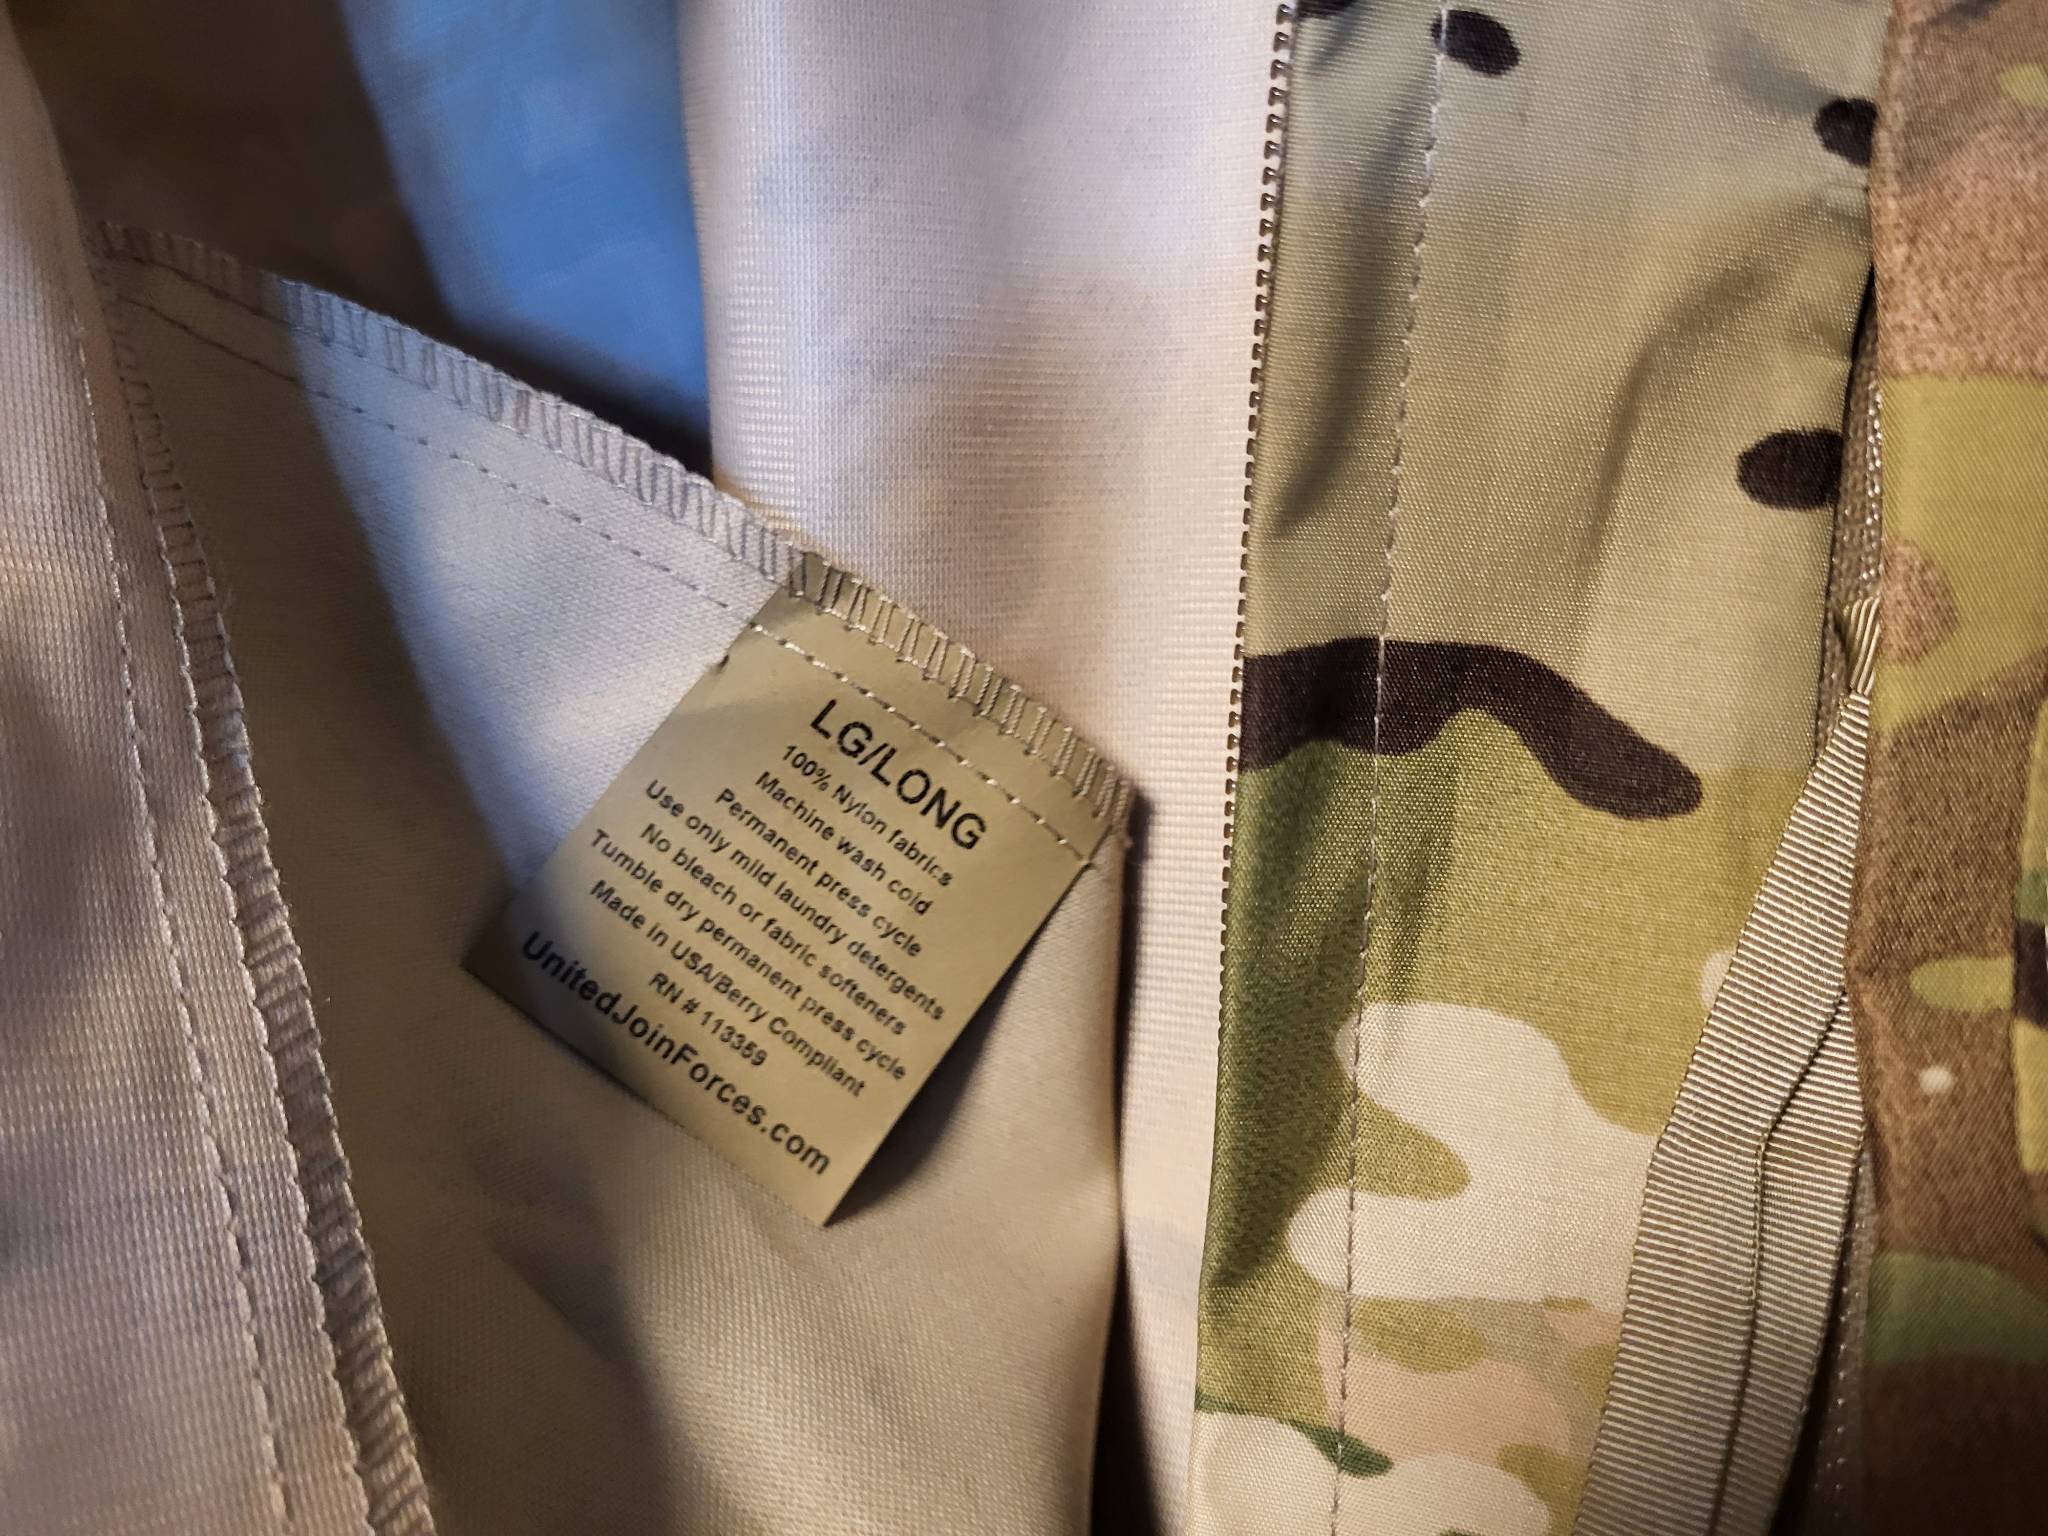 LG/LONG
100% Nylon fabrics
Machine wash cold
Permanent press cycle
Use only mild laundry detergents
No bleach or fabric softeners
Tumble dry permanent press cycle
Made in USA/Berry Compliant
RN # 113359
UnitedJoinForces.com